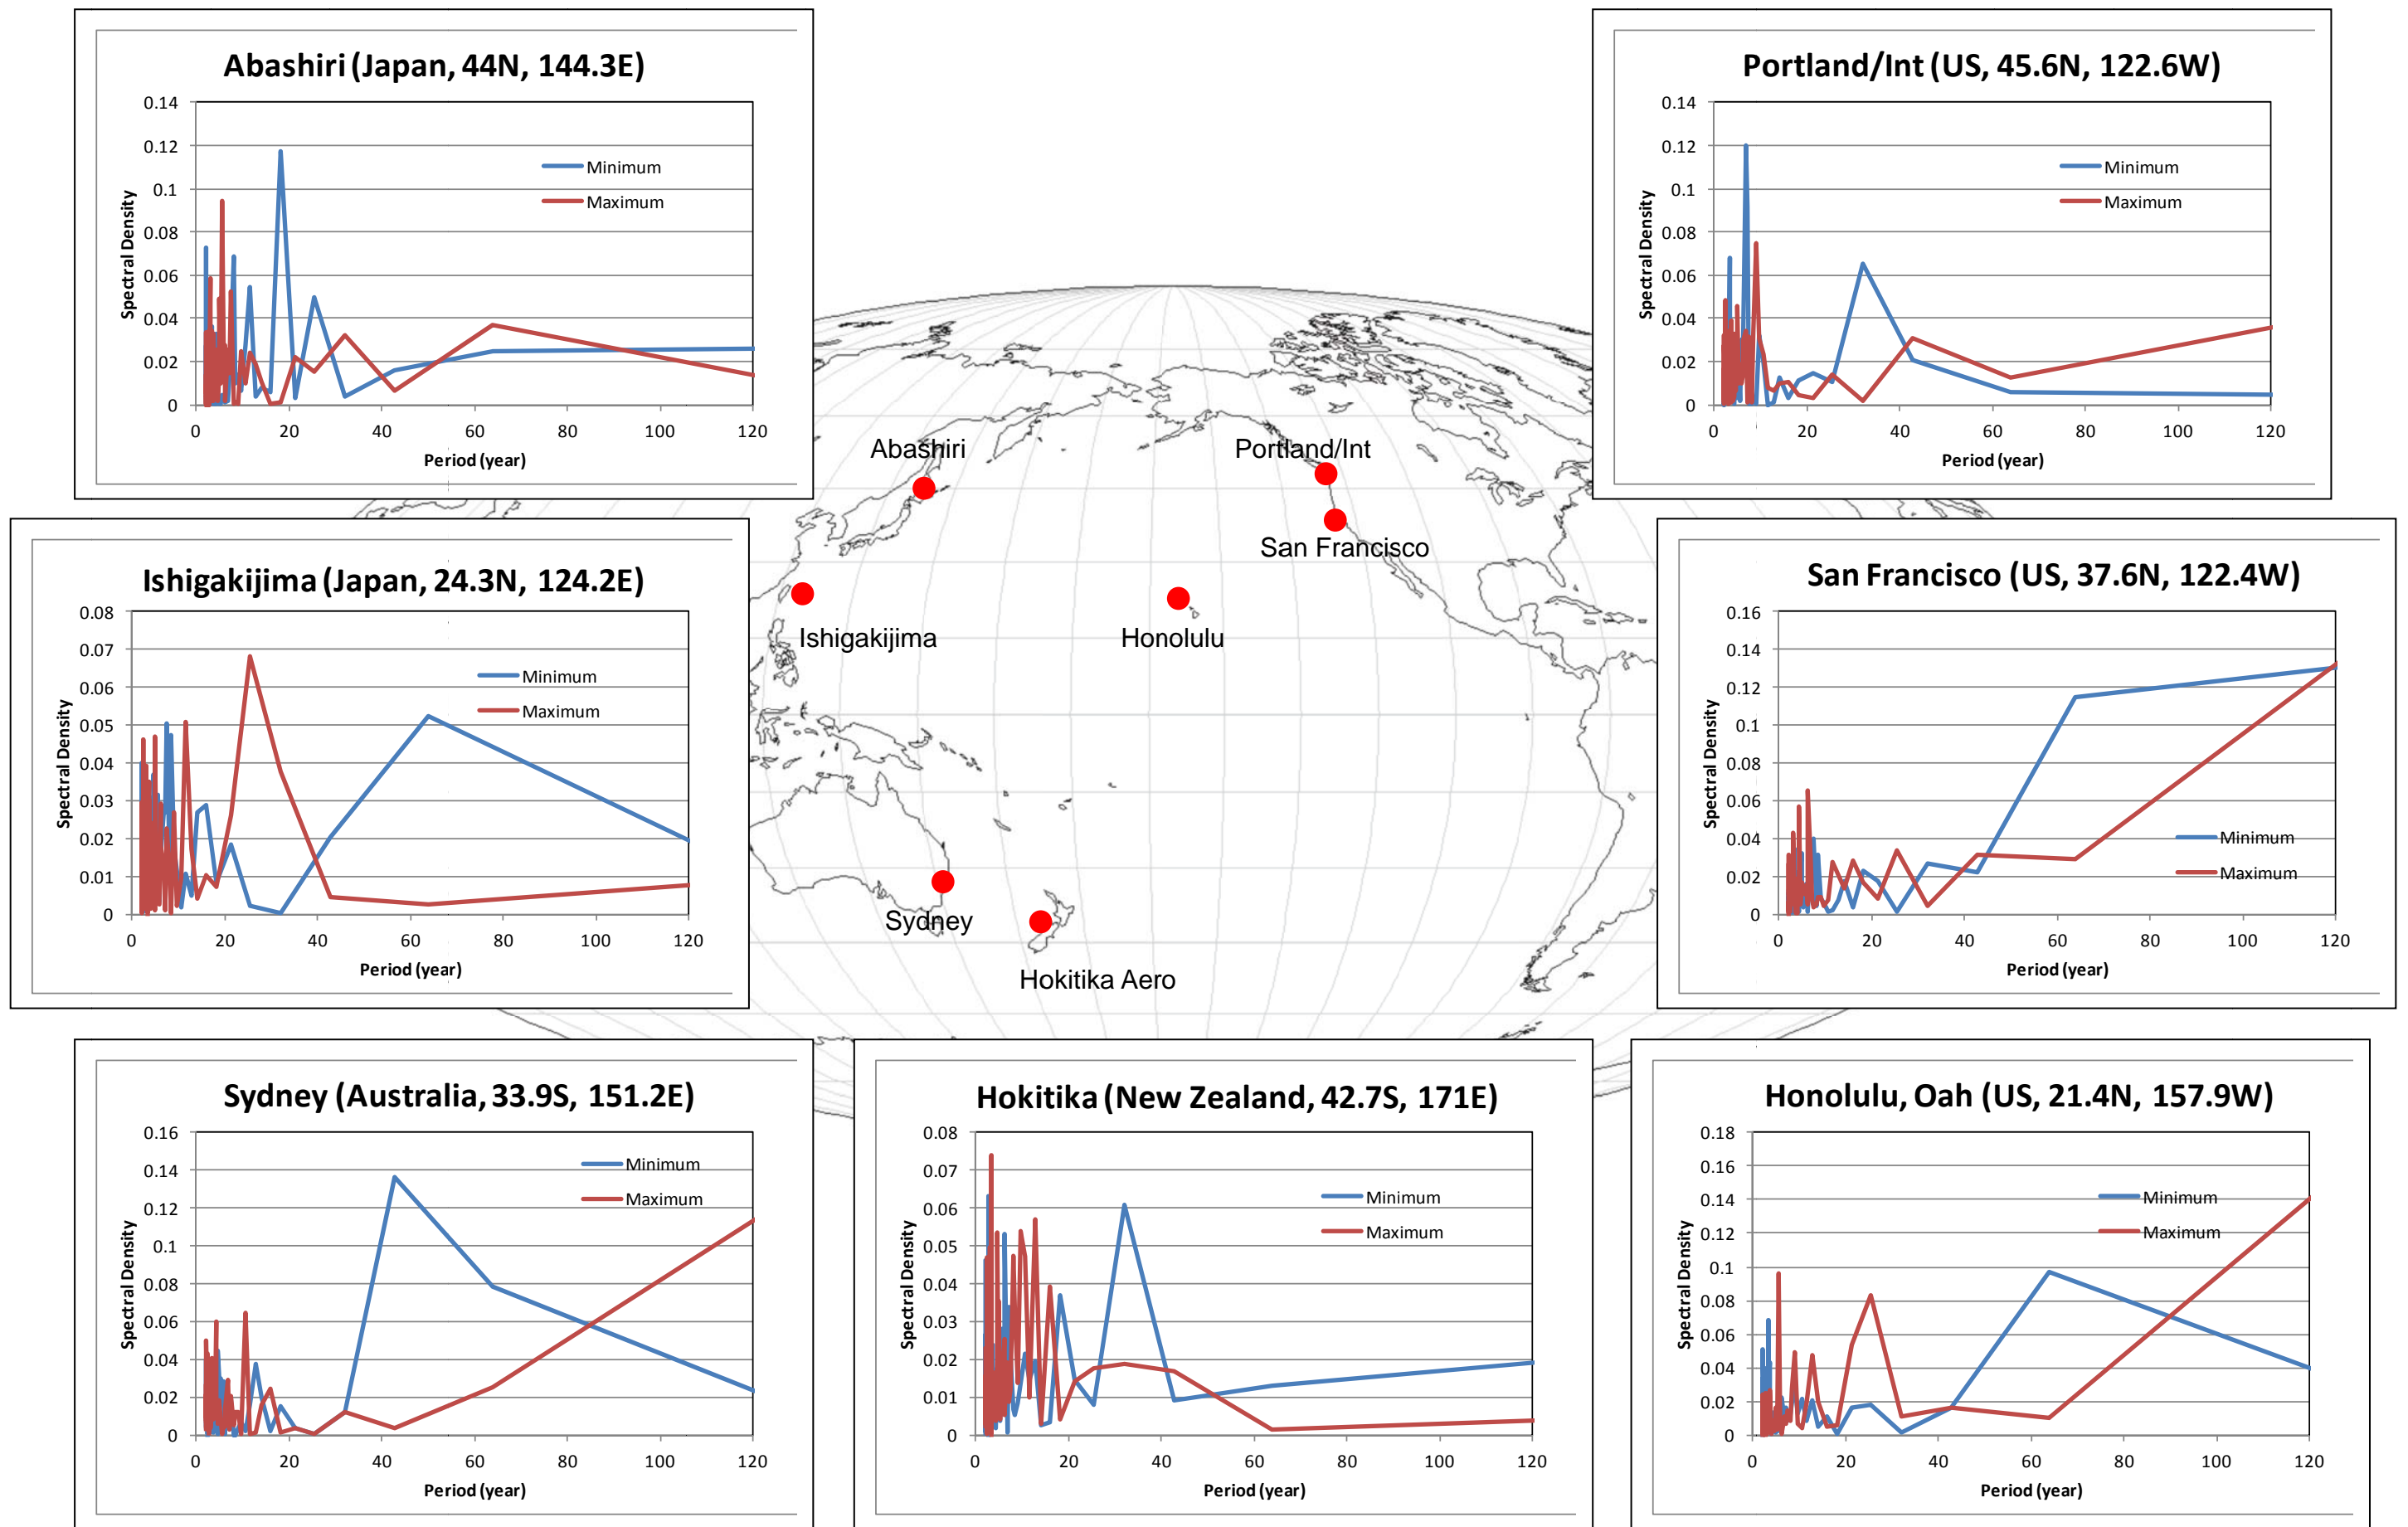 Abashiri (Japan, 44N, 144.3E)
0.14
0.12
0.1
0.08
0.06
0.04
0.02
0
Spectral Density
Minimum
Maximum
0 20 40 60 80 100 120
Period (year)
Portland/Int (US, 45.6N, 122.6W)
0.14
0.12
0.1
0.08
0.06
0.04
0.02
0
Spectral Density
Minimum
Maximum
0 20 40 60 80 100 120
Period (year)
Abashiri
Portland/Int
San Francisco
Ishigakijima
Honolulu
Sydney
Hokitika Aero
Ishigakijima (Japan, 24.3N, 124.2E)
0.08
0.07
0.06
0.05
0.04
0.03
0.02
0.01
0
Spectral Density
Minimum
Maximum
0 20 40 60 80 100 120
Period (year)
San Francisco (US, 37.6N, 122.4W)
0.16
0.14
0.12
0.1
0.08
0.06
0.04
0.02
0
Spectral Density
Minimum
Maximum
0 20 40 60 80 100 120
Period (year)
Sydney (Australia, 33.9S, 151.2E)
0.16
0.14
0.12
0.1
0.08
0.06
0.04
0.02
0
Spectral Density
Minimum
Maximum
0 20 40 60 80 100 120
Period (year)
Hokitika (New Zealand, 42.7S, 171E)
0.08
0.07
0.06
0.05
0.04
0.03
0.02
0.01
0
Spectral Density
Minimum
Maximum
0 20 40 60 80 100 120
Period (year)
Honolulu, Oah (US, 21.4N, 157.9W)
0.18
0.16
0.14
0.12
0.1
0.08
0.06
0.04
0.02
0
Spectral Density
Minimum
Maximum
0 20 40 60 80 100 120
Period (year)